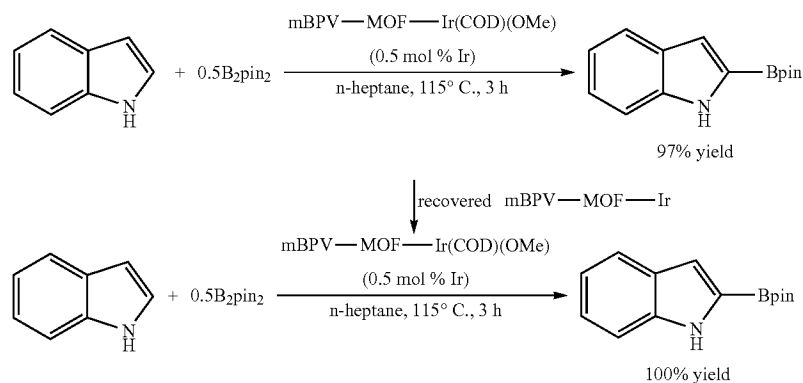 mBPV—MOF—Ir(COD)(OMe)
(0.5 mol % Ir)
+ 0.5B₂pin₂
n-heptane, 115° C., 3 h
N
H
N
H
Bpin
97% yield
recovered mBPV—MOF—Ir
mBPV—MOF—Ir(COD)(OMe)
(0.5 mol % Ir)
+ 0.5B₂pin₂
n-heptane, 115° C., 3 h
N
H
N
H
Bpin
100% yield